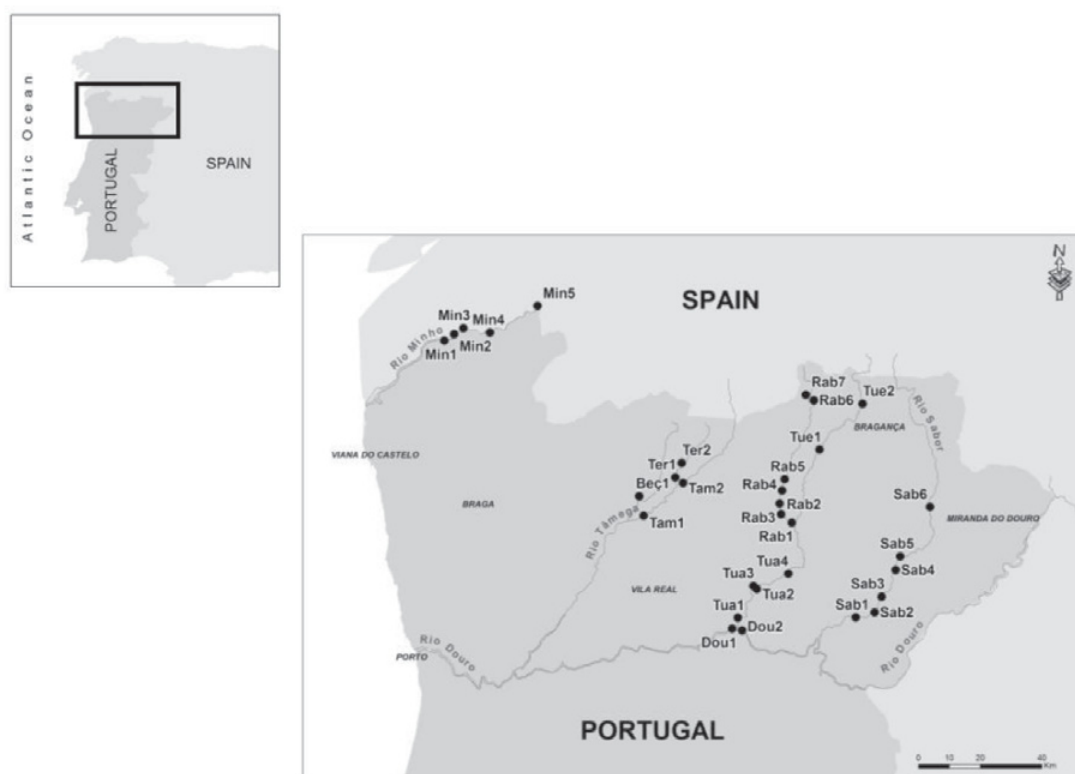 Atlantic Ocean
PORTUGAL
SPAIN
N
SPAIN
Min5
Min3
Min4
Rio Minho
Min1
Min2
Rab7
Rab6
Tue2
Rio Sabor
BRAGANÇA
VIANA DO CASTELO
Tue1
Ter2
Ter1
Rab5
Beç1
Tam2
Rab4
BRAGA
Rab2
Sab6
Tam1
Rab3
MIRANDA DO DOURO
Rab1
Rio Tâmega
Sab5
Tua4
Sab4
Tua3
VILA REAL
Tua2
Sab3
Tua1
Sab1
Sab2
Dou2
Dou1
Rio Douro
PORTO
Rio Douro
PORTUGAL
0 10 20 40
Km